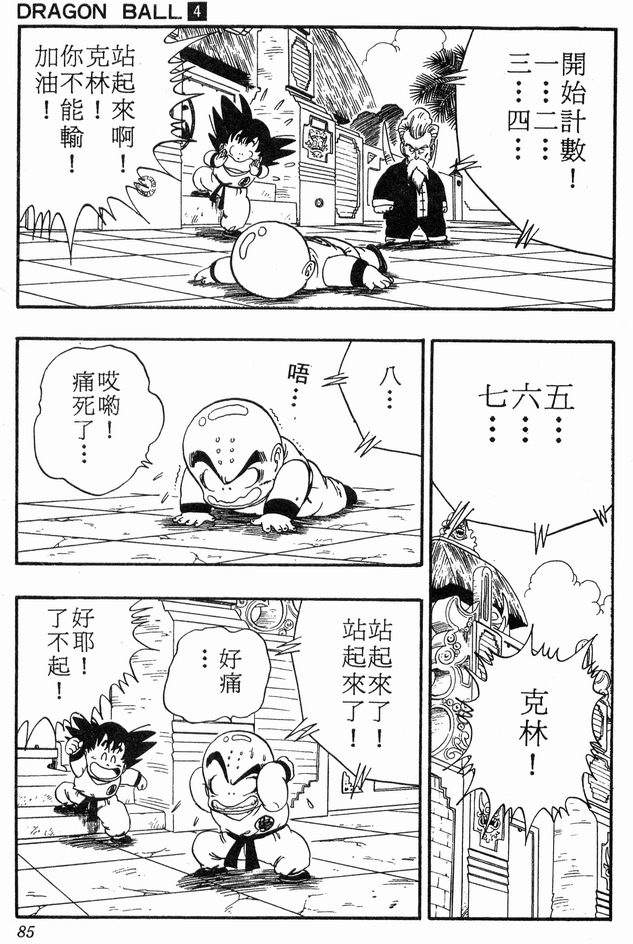 DRAGON BALL 4
開始計數！
一⋯二⋯
三⋯四⋯
站起來啊！
克林！
你不能輸！
加油！
五⋯
六⋯
七⋯
克林！
八⋯
唔⋯
哎喲！
痛死了⋯
站起來了！
站起來了！
好痛
⋯
好耶！
了不起！
85